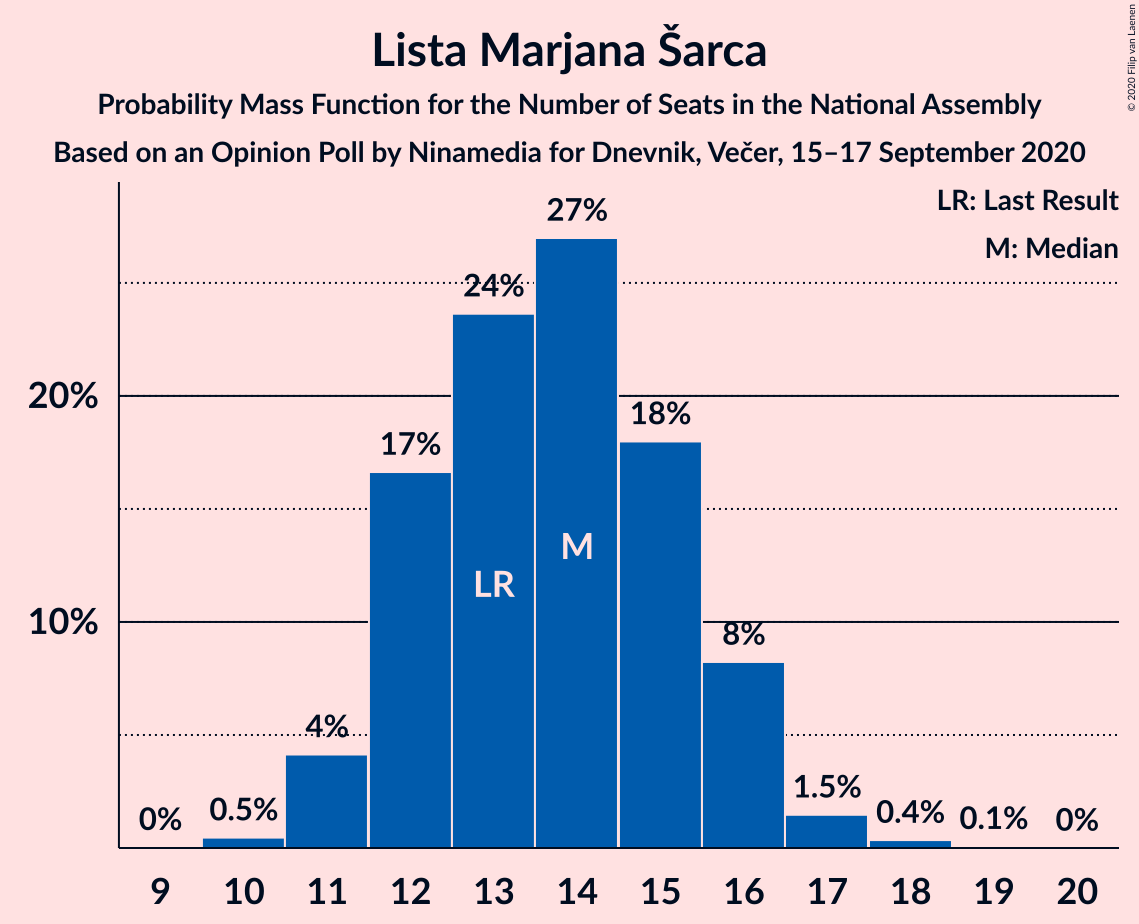 © 2020 Filip van Laenen
Lista Marjana Šarca
Probability Mass Function for the Number of Seats in the National Assembly
Based on an Opinion Poll by Ninamedia for Dnevnik, Večer, 15–17 September 2020
LR: Last Result
M: Median
20%
10%
0%
0.5%
4%
17%
24%
27%
18%
8%
1.5%
0.4%
0.1%
0%
LR
M
9 10 11 12 13 14 15 16 17 18 19 20